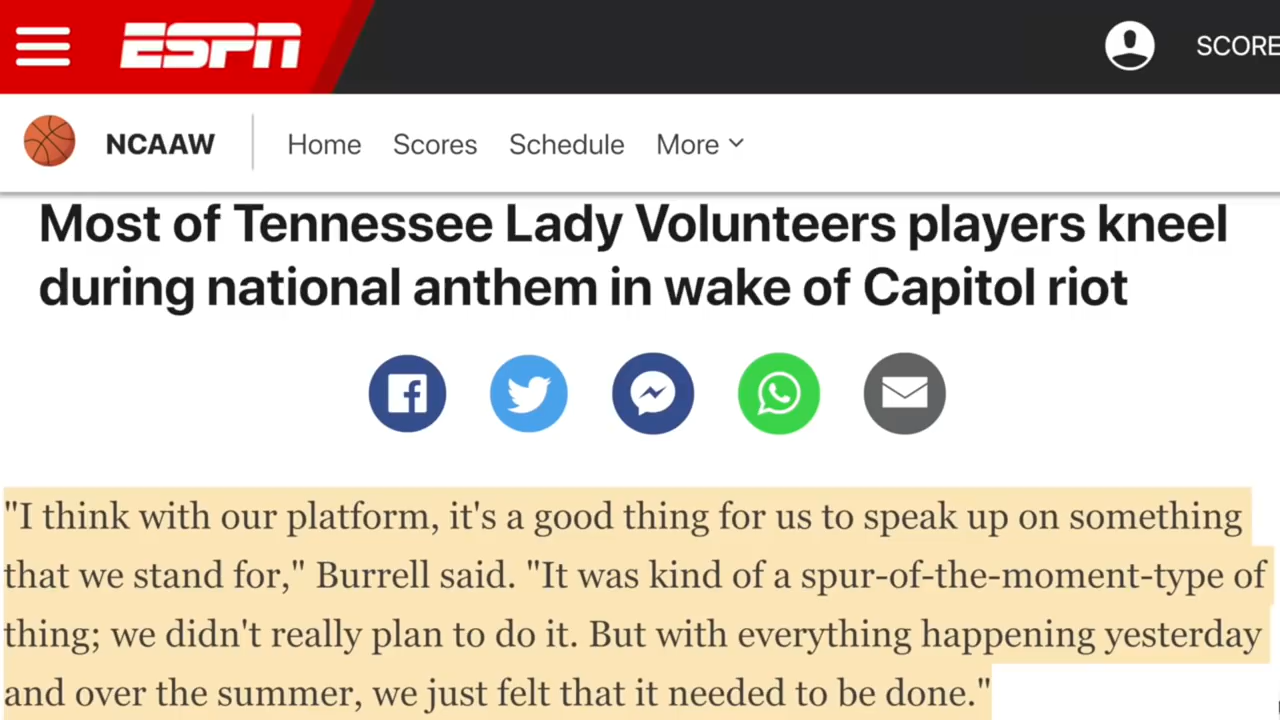 ESPN
SCORE
NCAAW
Home
Scores
Schedule
More
Most of Tennessee Lady Volunteers players kneel
during national anthem in wake of Capitol riot
"I think with our platform, it's a good thing for us to speak up on something
that we stand for," Burrell said. "It was kind of a spur-of-the-moment-type of
thing; we didn't really plan to do it. But with everything happening yesterday
and over the summer, we just felt that it needed to be done."